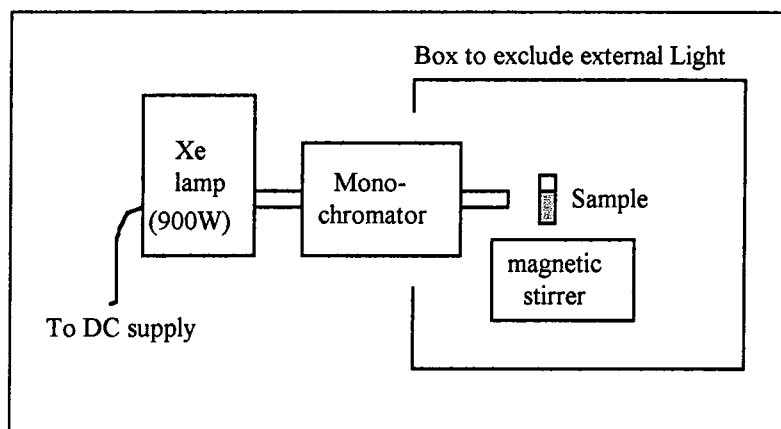 Box to exclude external Light
Xe
lamp
(900W)
Mono-
chromator
Sample
magnetic
stirrer
To DC supply